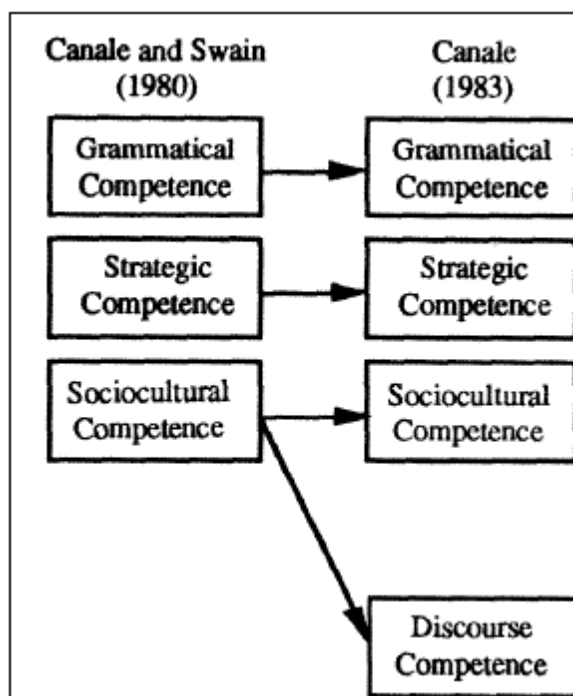 Canale and Swain
(1980)
Canale
(1983)
Grammatical
Competence
Grammatical
Competence
Strategic
Competence
Strategic
Competence
Sociocultural
Competence
Sociocultural
Competence
Discourse
Competence